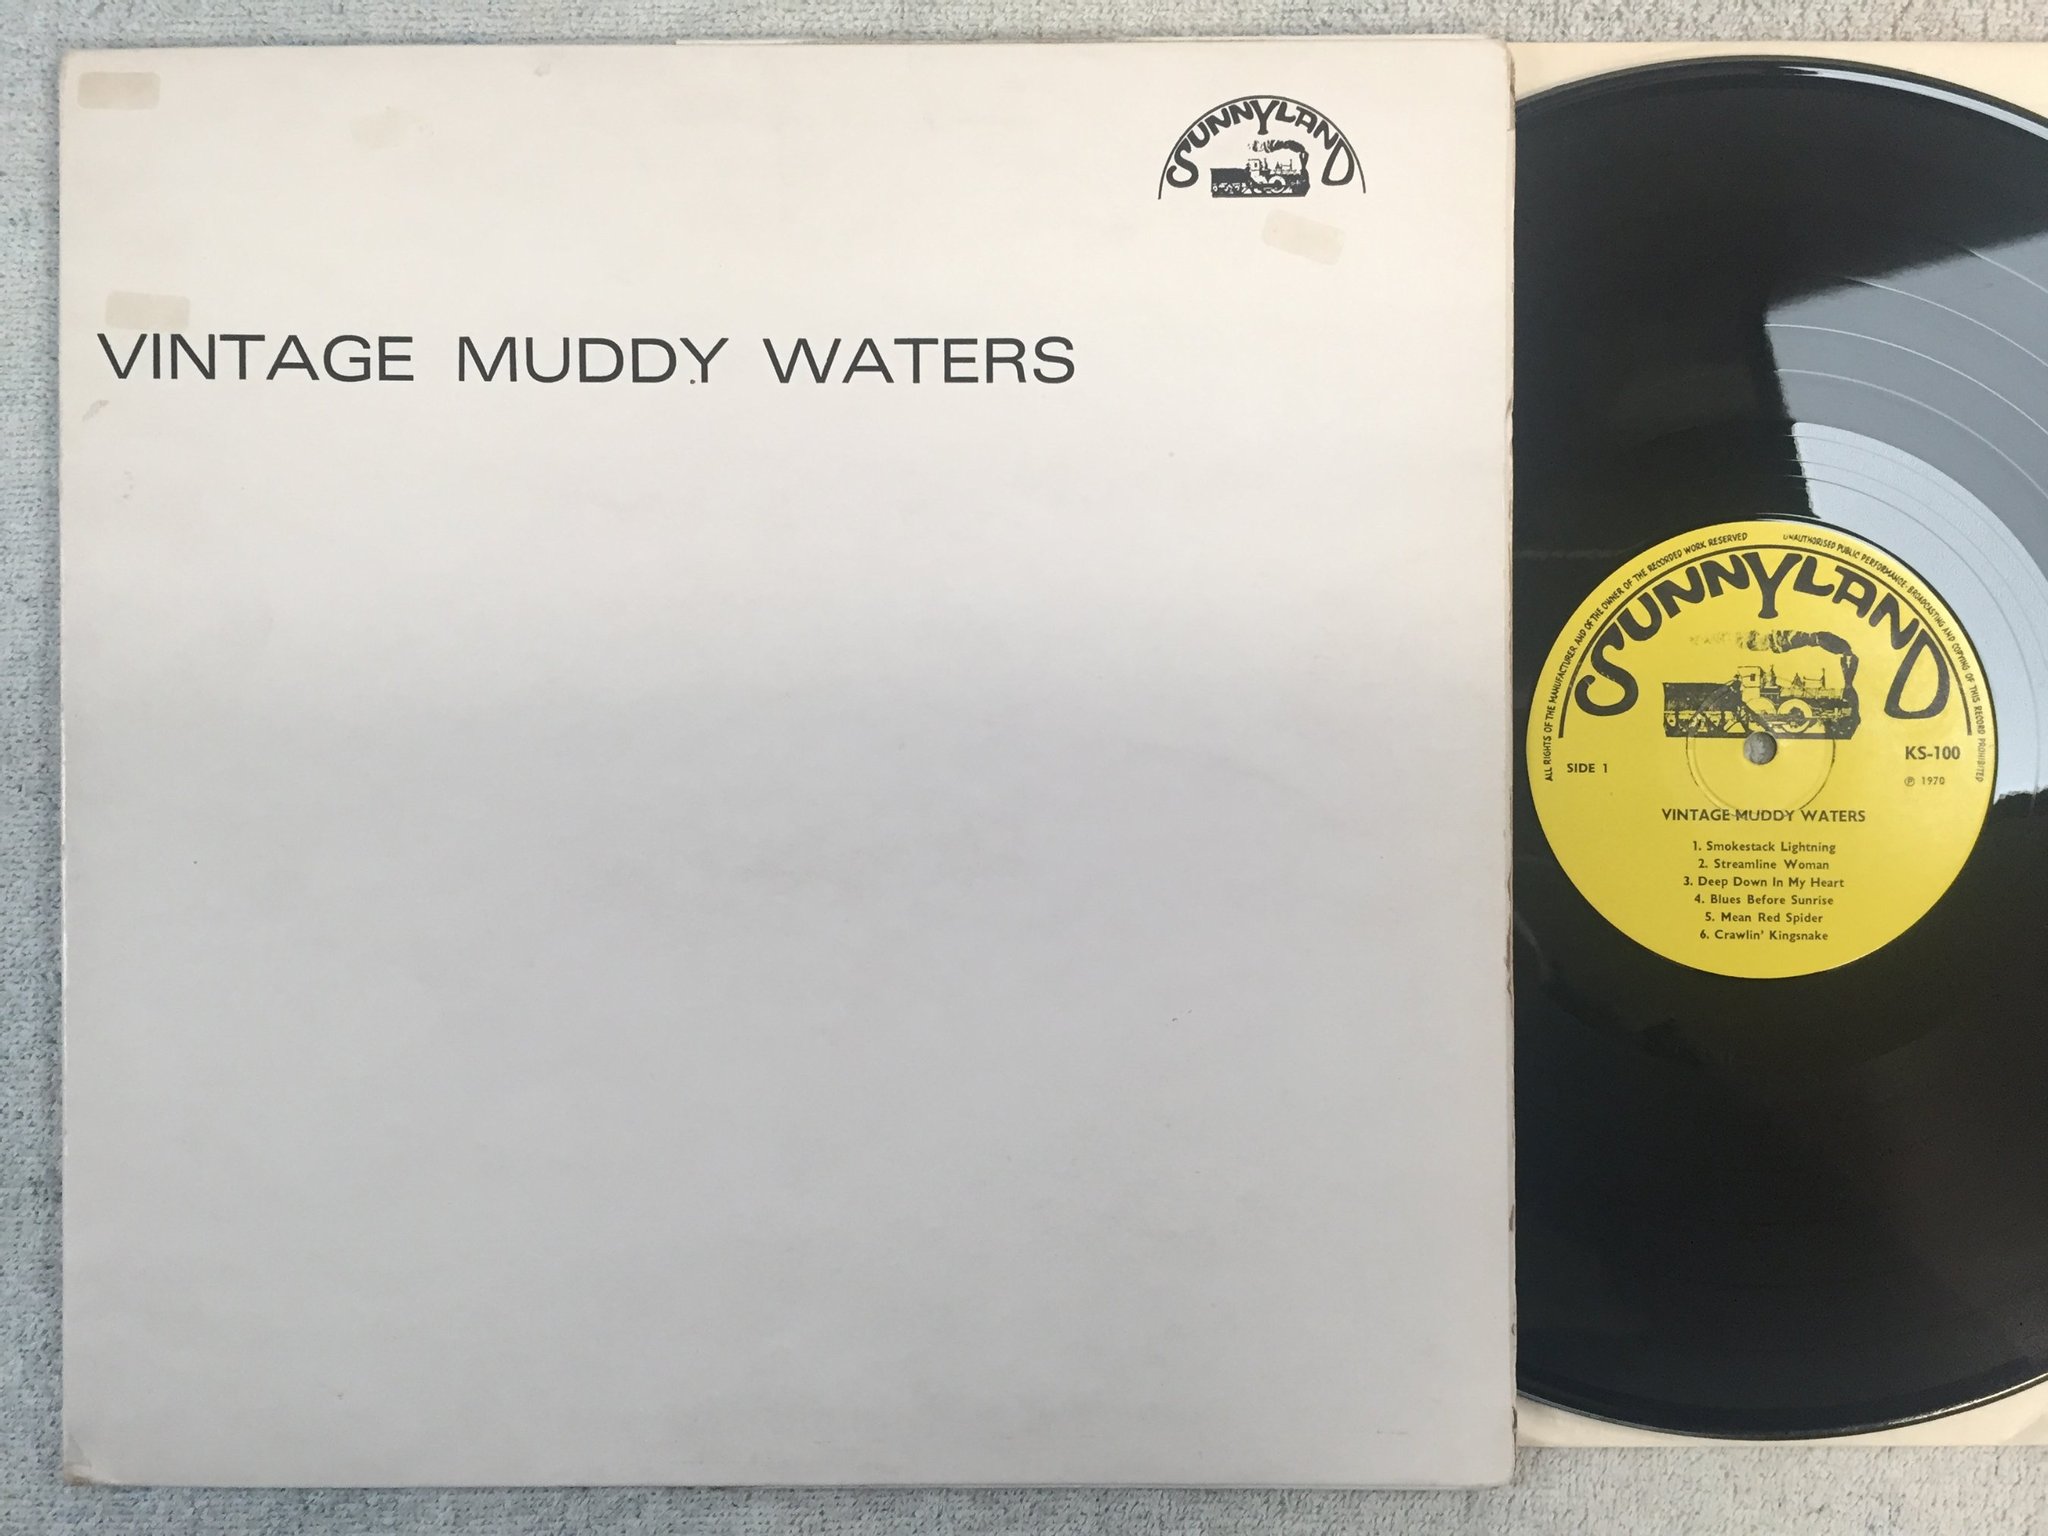 SUNNYLAND
VINTAGE MUDDY WATERS
ALL RIGHTS OF THE MANUFACTURER AND OF THE OWNER OF THE RECORDED WORK RESERVED
UNAUTHORISED PUBLIC PERFORMANCE, BROADCASTING AND COPYING OF THIS RECORD PROHIBITED
SUNNYLAND
SIDE 1
KS-100
℗ 1970
VINTAGE MUDDY WATERS
1. Smokestack Lightning
2. Streamline Woman
3. Deep Down In My Heart
4. Blues Before Sunrise
5. Mean Red Spider
6. Crawlin' Kingsnake